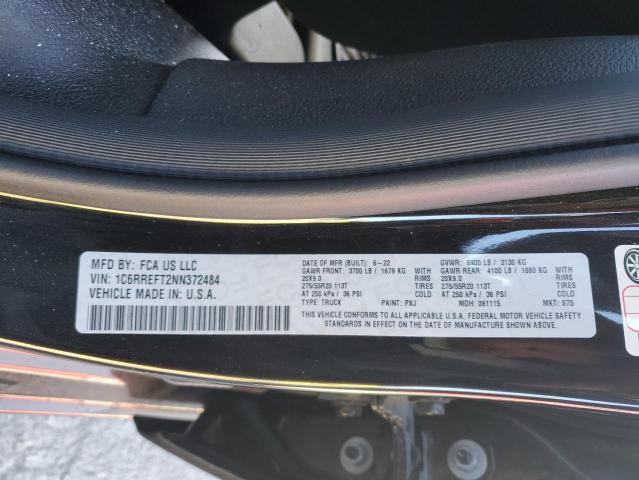 MFD BY: FCA US LLC
VIN: 1C6RREFT2NN372484
VEHICLE MADE IN: U.S.A.
DATE OF MFR (BUILT): 6-22 GVWR: 6900 LB / 3130 KG
GAWR FRONT: 3700 LB / 1679 KG WITH GAWR REAR: 4100 LB / 1860 KG WITH
20X9.0 RIMS 20X9.0 RIMS
275/55R20 113T TIRES 275/55R20 113T TIRES
AT 250 kPa / 36 PSI AT 250 kPa / 36 PSI
TYPE: TRUCK PAINT: PXJ MDH: 061115 MKT: 875
THIS VEHICLE CONFORMS TO ALL APPLICABLE U.S.A. FEDERAL MOTOR VEHICLE SAFETY
STANDARDS IN EFFECT ON THE DATE OF MANUFACTURE SHOWN ABOVE.